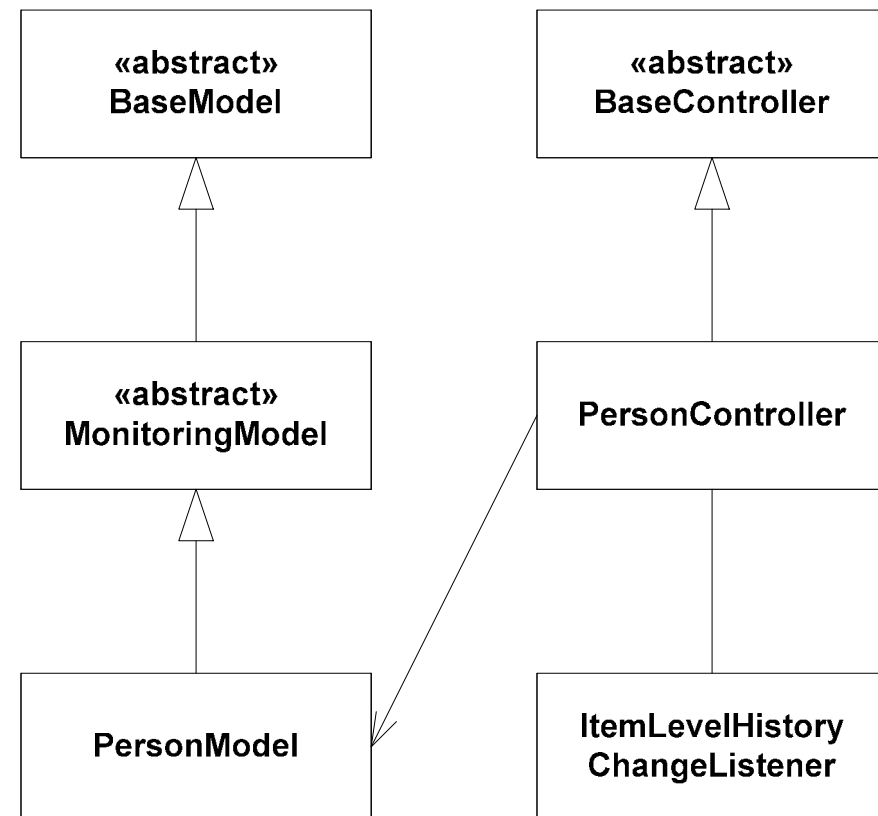 «abstract»
BaseModel
«abstract»
BaseController
«abstract»
MonitoringModel
PersonController
PersonModel
ItemLevelHistory
ChangeListener